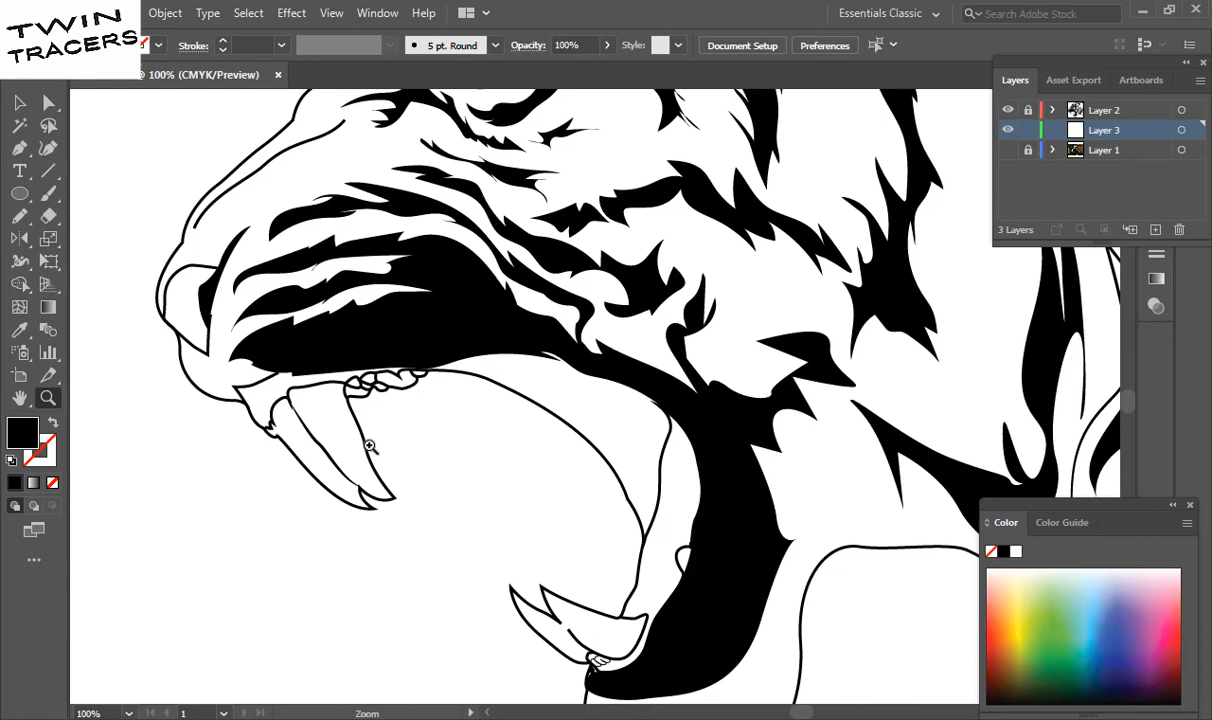 TWIN
TRACERS
Object Type Select Effect View Window Help
Essentials Classic
Search Adobe Stock
Stroke:
5 pt. Round
Opacity: 100%
Style:
Document Setup
Preferences
@ 100% (CMYK/Preview)
Layers Asset Export Artboards
Layer 2
Layer 3
Layer 1
3 Layers
Color Color Guide
100%
1
Zoom